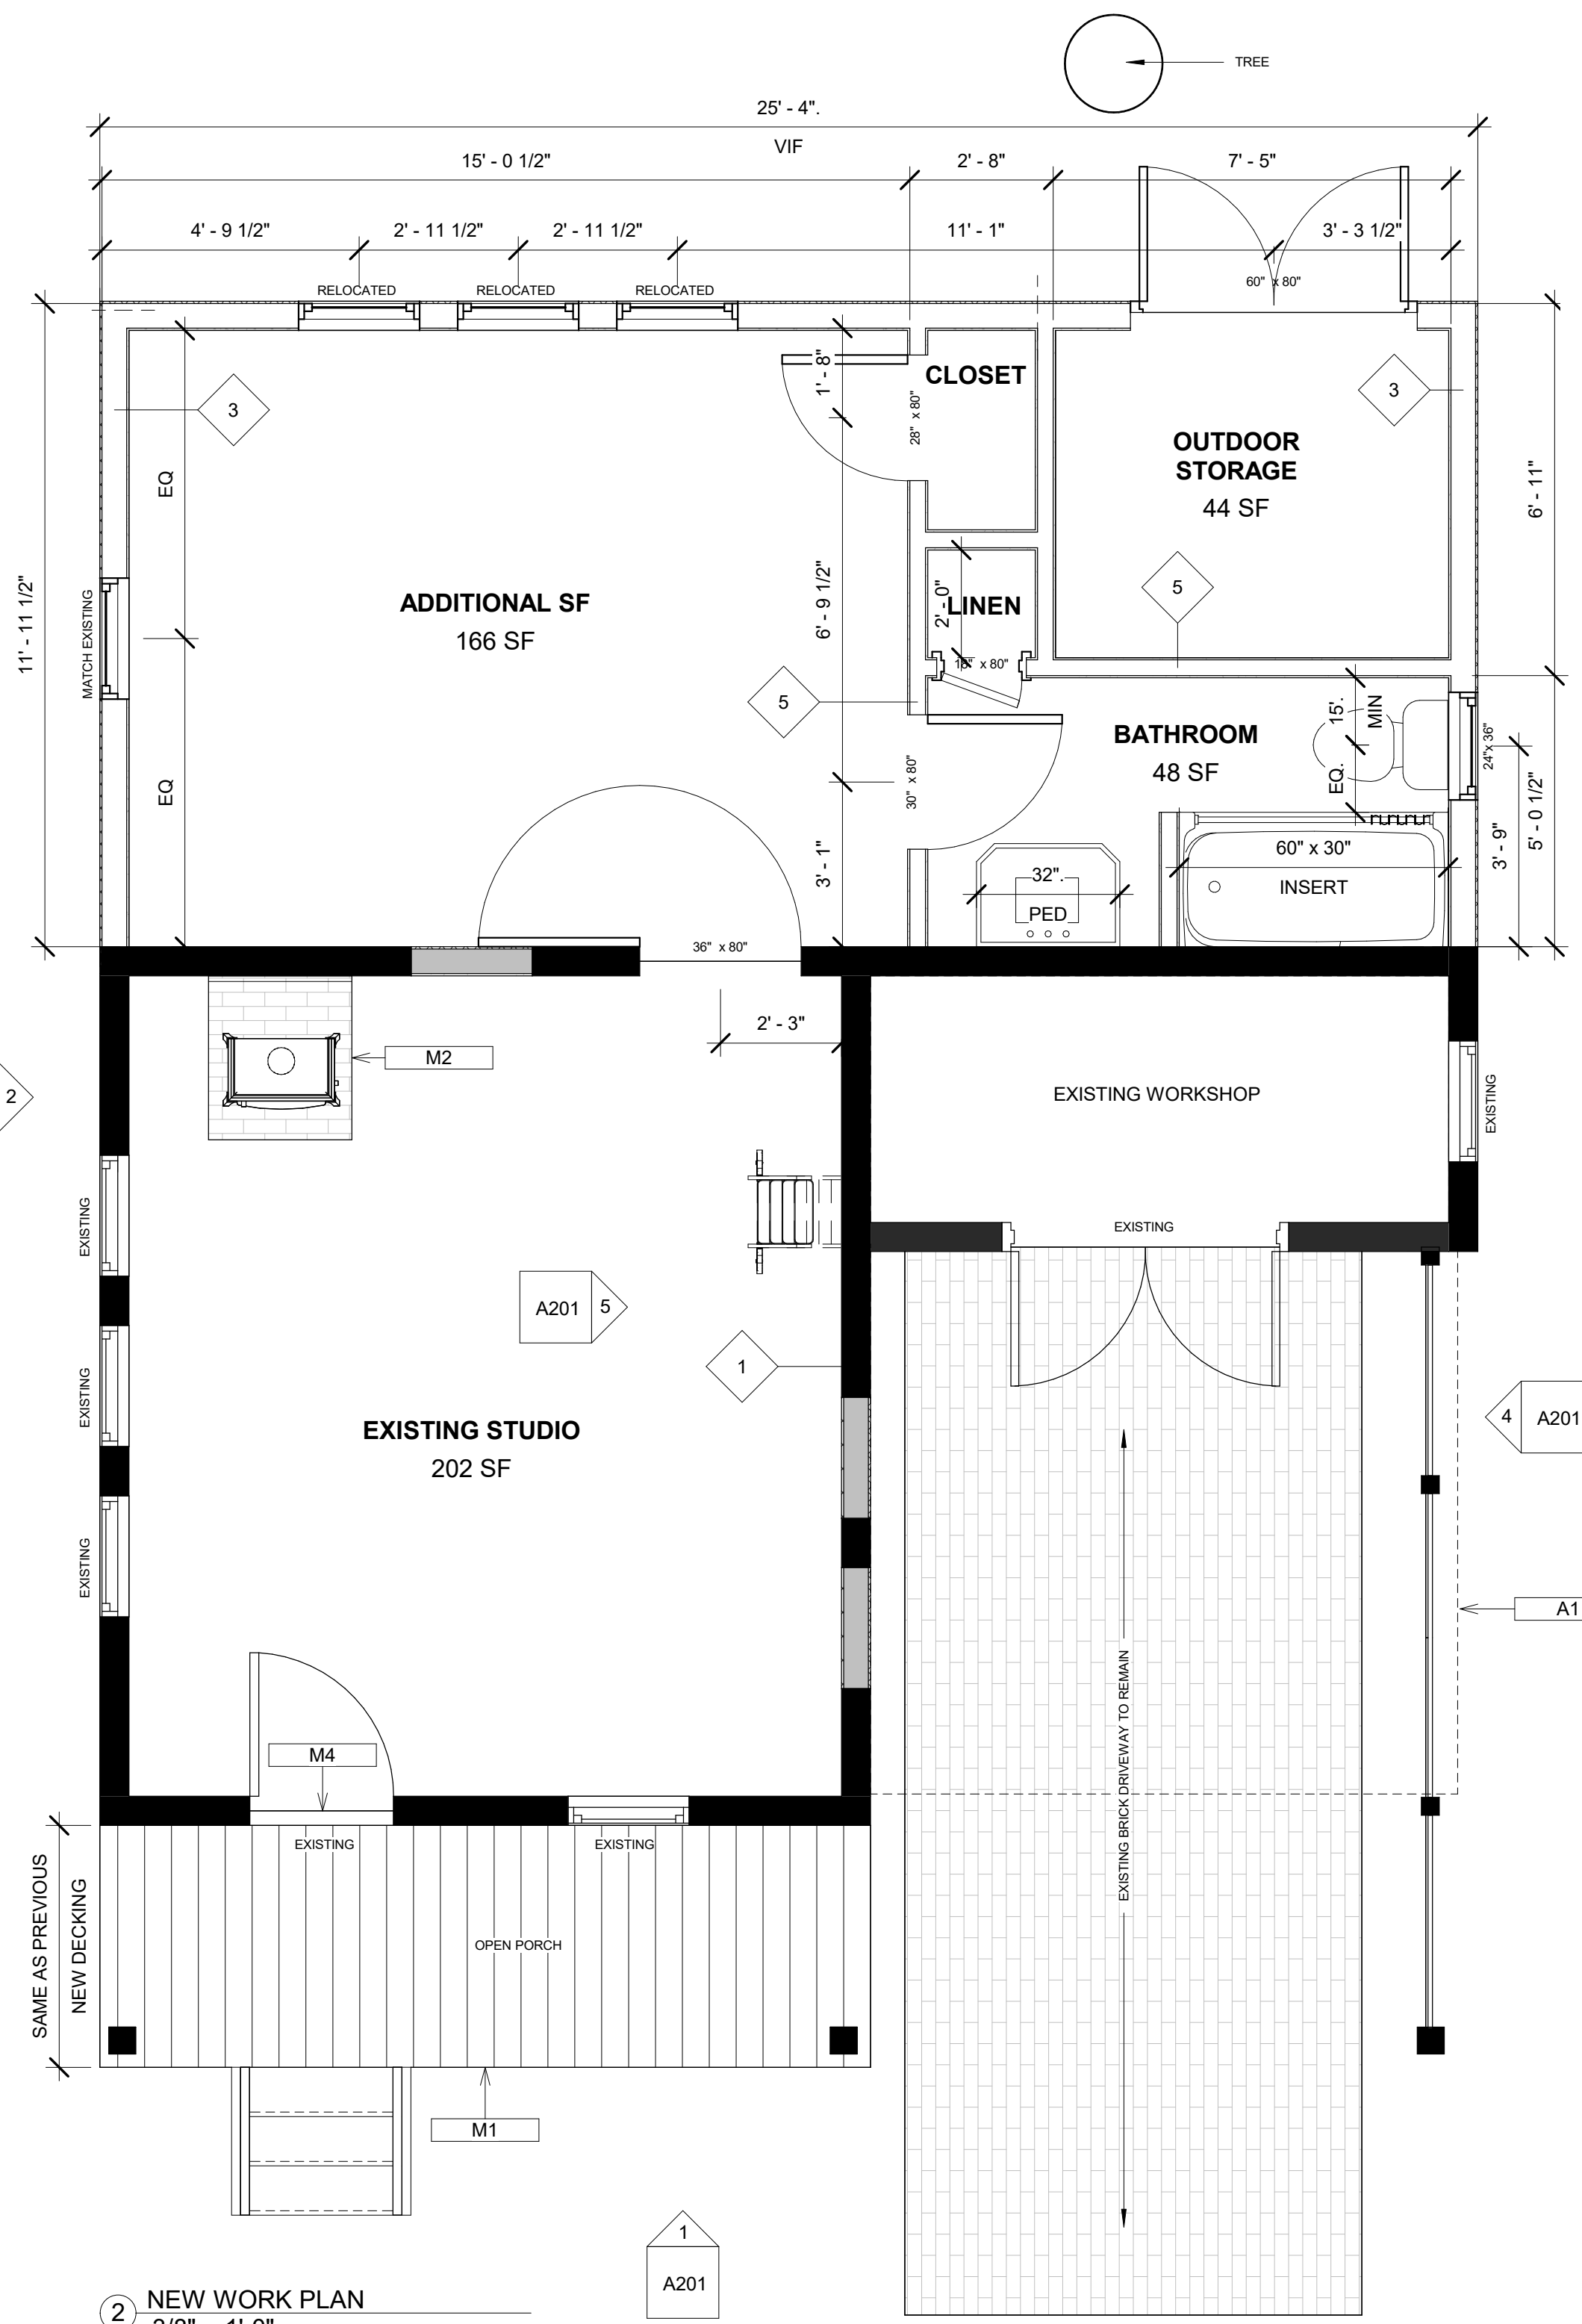 TREE
25' - 4".
VIF
15' - 0 1/2"
2' - 8"
7' - 5"
4' - 9 1/2"
2' - 11 1/2"
2' - 11 1/2"
11' - 1"
3' - 3 1/2"
RELOCATED
RELOCATED
RELOCATED
60" x 80"
3
EQ
1' - 8"
28" x 80"
CLOSET
3
OUTDOOR
STORAGE
44 SF
6' - 11"
11' - 11 1/2"
MATCH EXISTING
ADDITIONAL SF
166 SF
6' - 9 1/2"
2' - 0"
LINEN
5
5
EQ
30" x 80"
BATHROOM
48 SF
15'.
MIN
EQ.
24"x 36"
5' - 0 1/2"
3' - 9"
3' - 1"
32".
PED
60" x 30"
INSERT
36" x 80"
2' - 3"
M2
2
EXISTING WORKSHOP
EXISTING
EXISTING
EXISTING
A201
5
1
EXISTING
4
A201
EXISTING STUDIO
202 SF
EXISTING
A1
EXISTING BRICK DRIVEWAY TO REMAIN
M4
EXISTING
EXISTING
SAME AS PREVIOUS
NEW DECKING
OPEN PORCH
M1
1
A201
2
NEW WORK PLAN